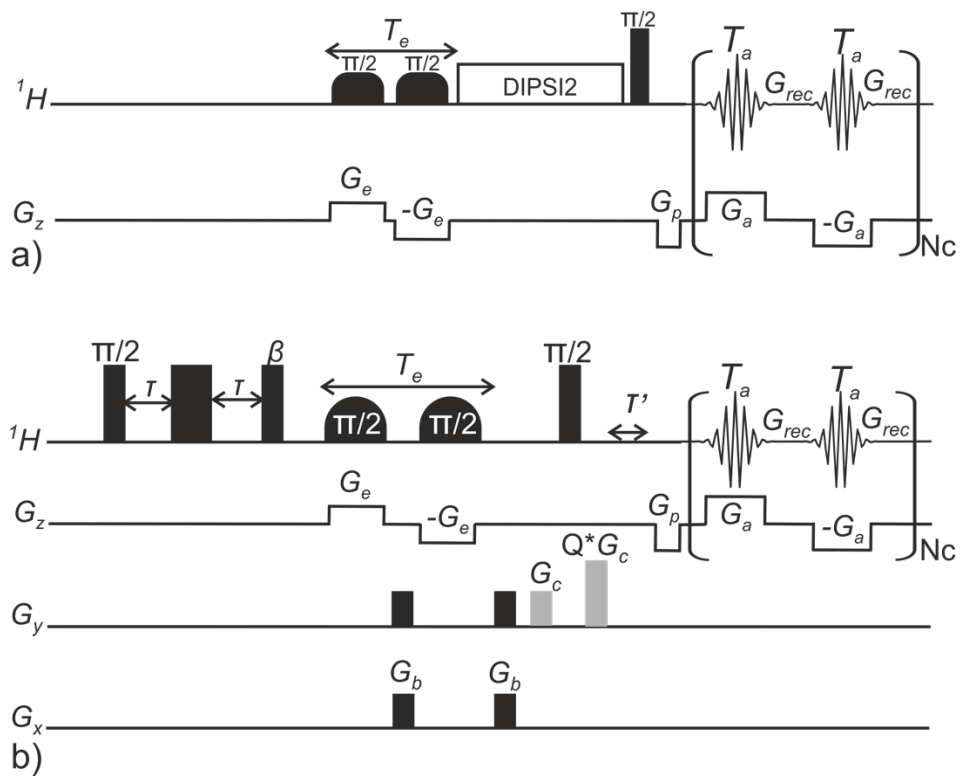 Te
π/2
π/2 π/2
Ta Ta
¹H DIPSI2 Grec Grec
Ge
Gz -Ge Gp Ga -Ga
a) Nc
π/2 β π/2
τ τ Te τ' Ta Ta
π/2 π/2 Grec Grec
¹H
Ge
Gz -Ge Gp Ga -Ga
Nc
Q*Gc
Gc
Gy
Gb Gb
Gx
b)